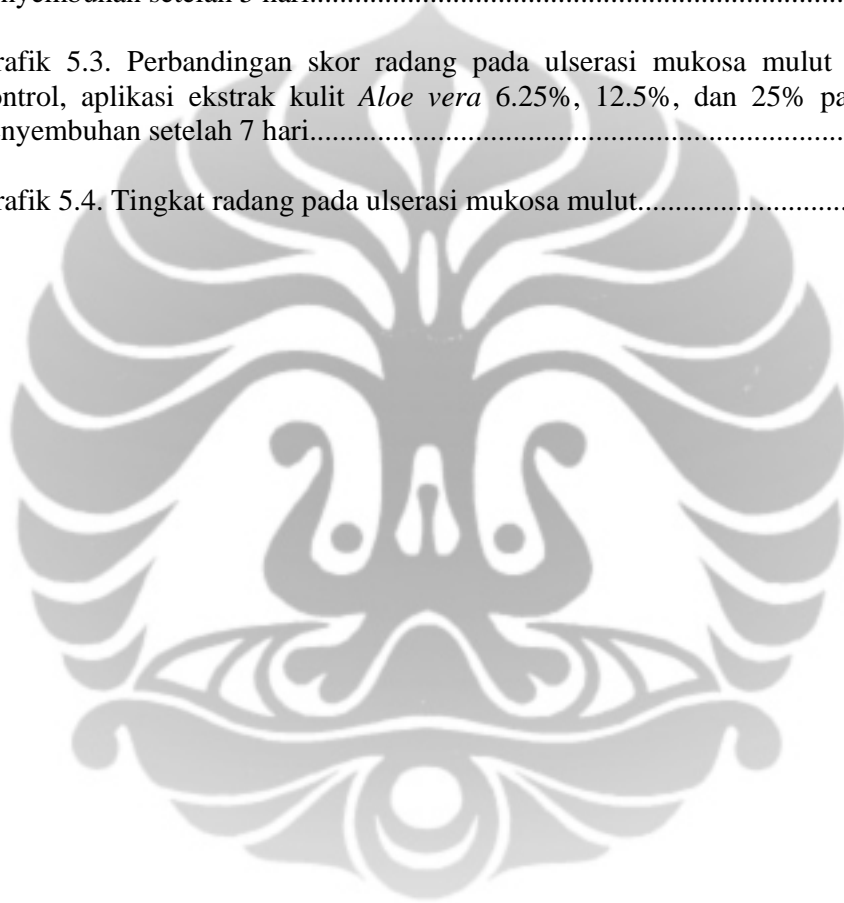 nyembuhan setelah 5 hari........................................................................
rafik 5.3. Perbandingan skor radang pada ulserasi mukosa mulut
ontrol, aplikasi ekstrak kulit Aloe vera 6.25%, 12.5%, dan 25% pa
nyembuhan setelah 7 hari........................................................................
rafik 5.4. Tingkat radang pada ulserasi mukosa mulut............................